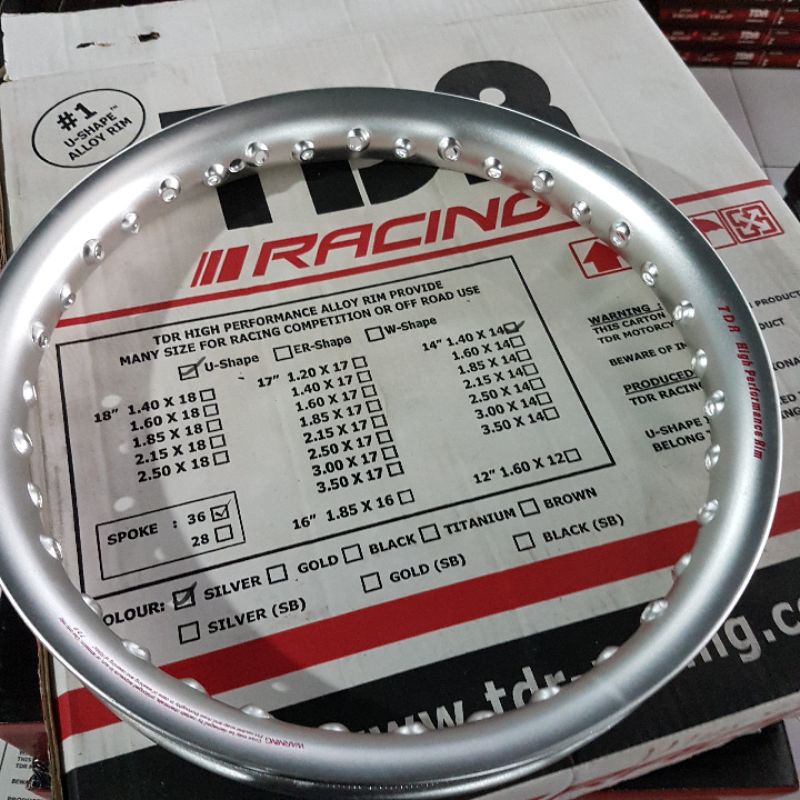 #1
U-SHAPE™
ALLOY RIM
RACING
TDR HIGH PERFORMANCE ALLOY RIM PROVIDE
MANY SIZE FOR RACING COMPETITION OR OFF ROAD USE
U-Shape
ER-Shape
W-Shape
18" 1.40 X 18
1.60 X 18
1.85 X 18
2.15 X 18
2.50 X 18
17" 1.20 X 17
1.40 X 17
1.60 X 17
1.85 X 17
2.15 X 17
2.50 X 17
3.00 X 17
3.50 X 17
14" 1.40 X 14
1.60 X 14
1.85 X 14
2.15 X 14
2.50 X 14
3.00 X 14
3.50 X 14
16" 1.85 X 16
12" 1.60 X 12
SPOKE : 36
28
OLOUR: SILVER GOLD BLACK TITANIUM BROWN
SILVER (SB) GOLD (SB) BLACK (SB)
WARNING
THIS CARTON
TDR MOTORCY
BEWARE OF
PRODUCT
PRODUCED
TDR RACING
U-SHAPE
BELONG
TDR High Performance Rim
www.tdr-